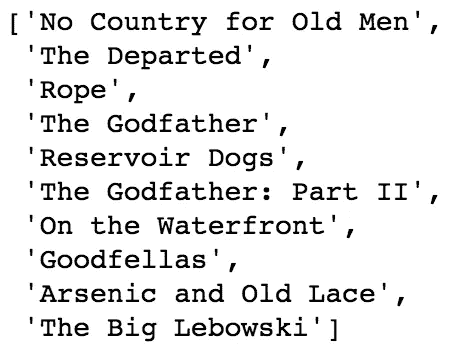 ['No Country for Old Men',
'The Departed',
'Rope',
'The Godfather',
'Reservoir Dogs',
'The Godfather: Part II',
'On the Waterfront',
'Goodfellas',
'Arsenic and Old Lace',
'The Big Lebowski']